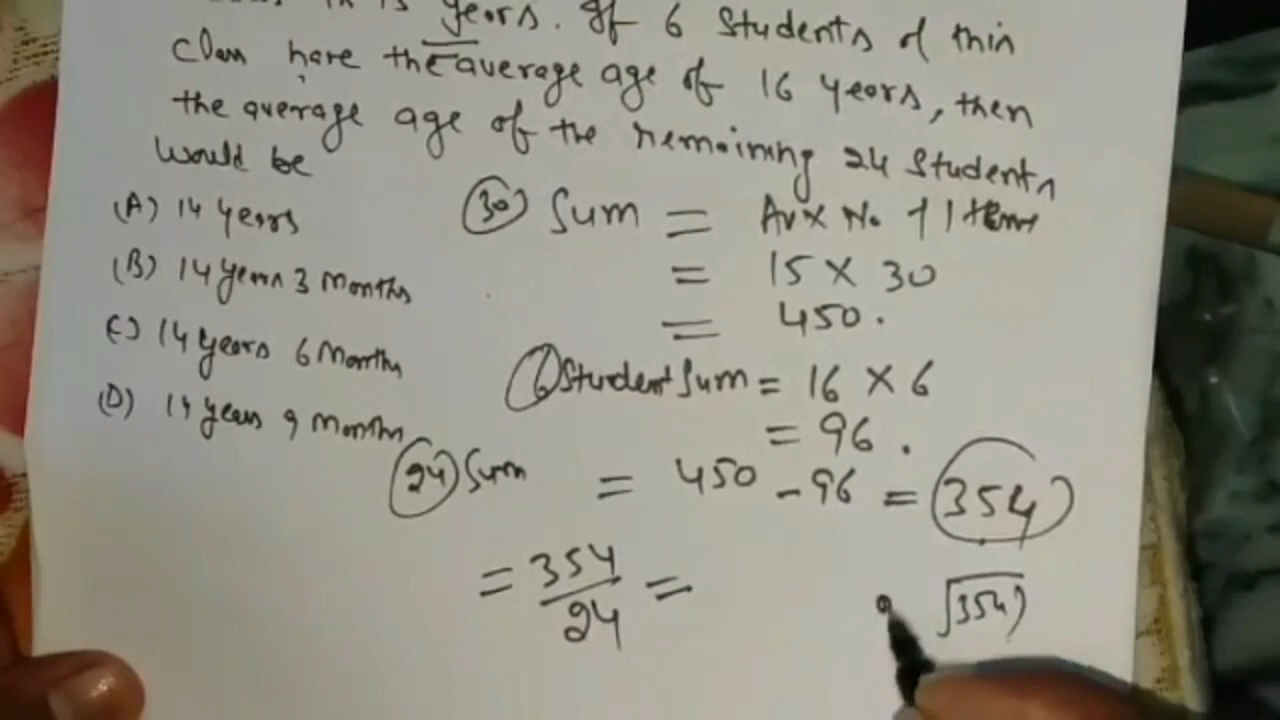 is 15 years. If 6 Students of this
Class have the average age of 16 years, then
the average age of the remaining 24 Students
Would be
(A) 14 years
(B) 14 years 3 Months
(C) 14 years 6 Months
(D) 14 years 9 Months
30 Sum = Av x No. of items
= 15 X 30
= 450.
6 Student Sum = 16 X 6
= 96.
24 Sum = 450 - 96 = 354
= 354/24 =
354